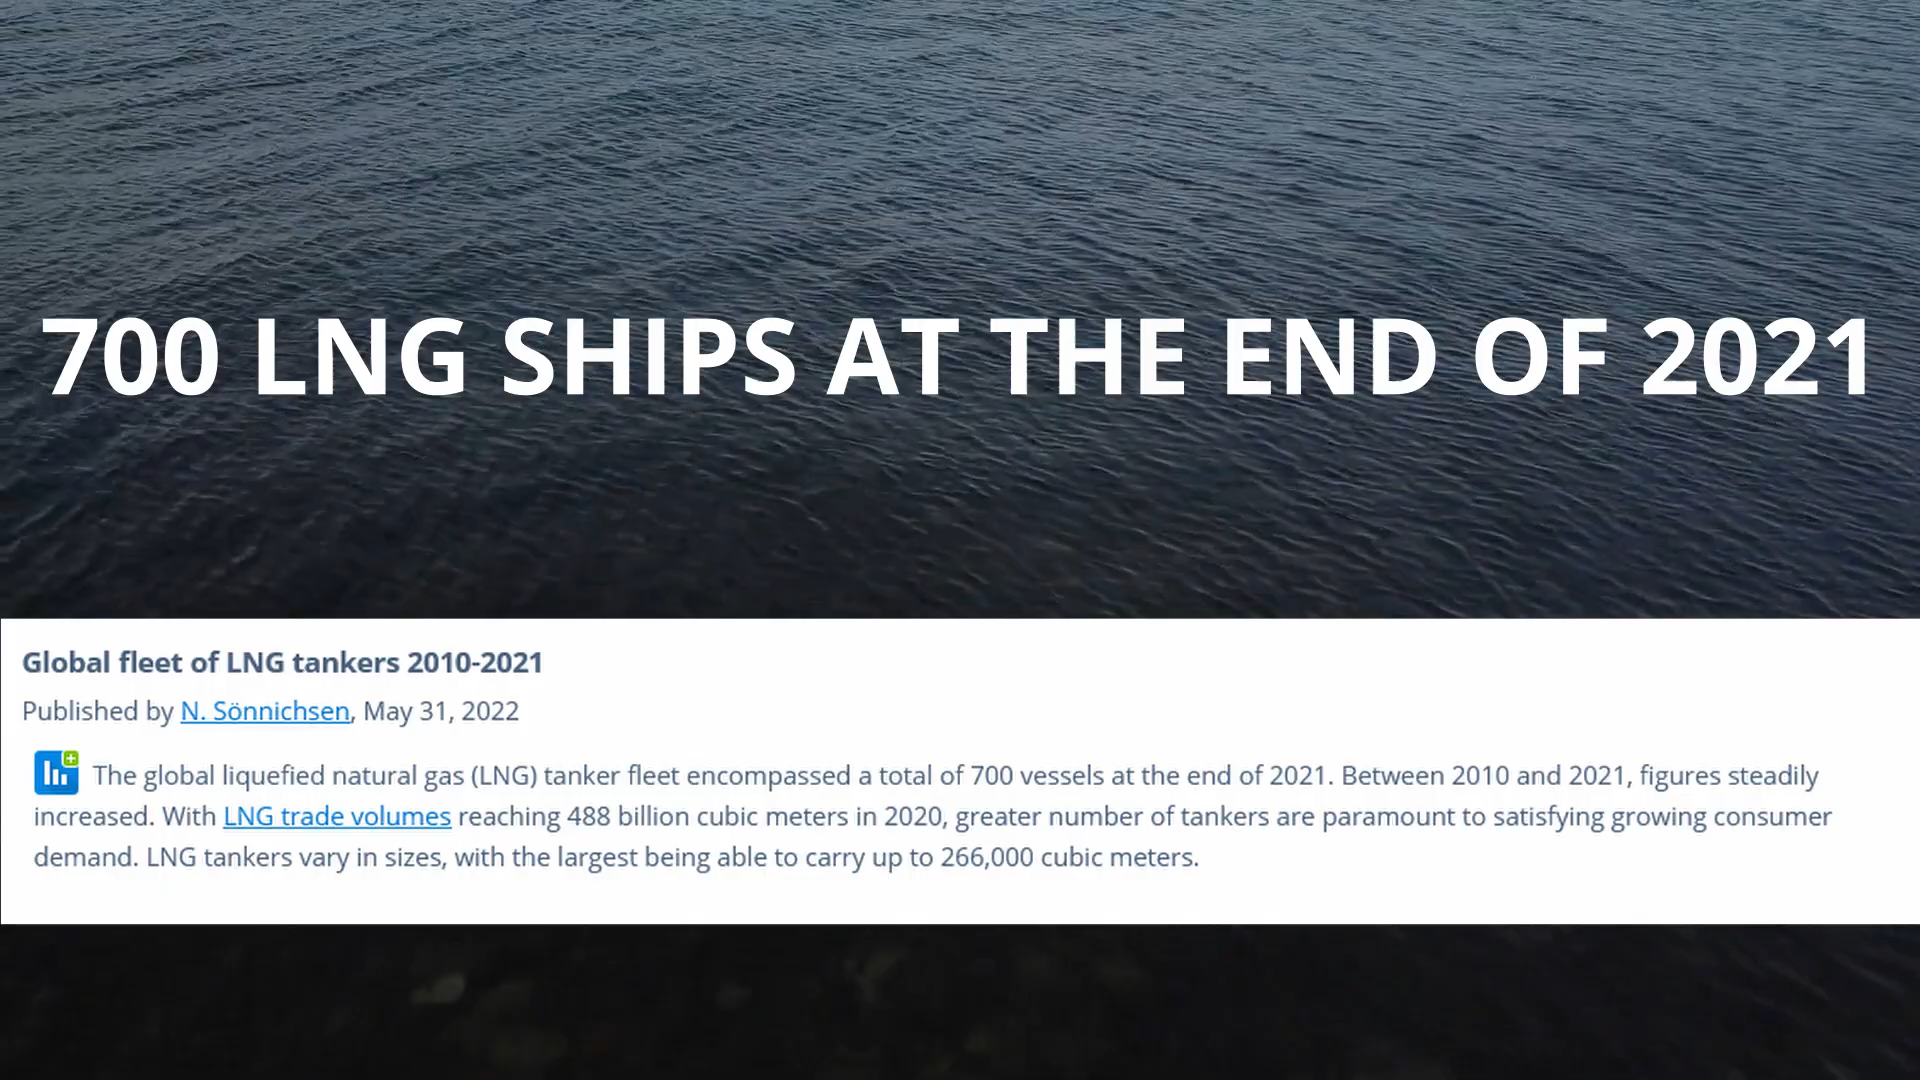 700 LNG SHIPS AT THE END OF 2021
Global fleet of LNG tankers 2010-2021
Published by N. Sönnichsen, May 31, 2022
The global liquefied natural gas (LNG) tanker fleet encompassed a total of 700 vessels at the end of 2021. Between 2010 and 2021, figures steadily
increased. With LNG trade volumes reaching 488 billion cubic meters in 2020, greater number of tankers are paramount to satisfying growing consumer
demand. LNG tankers vary in sizes, with the largest being able to carry up to 266,000 cubic meters.